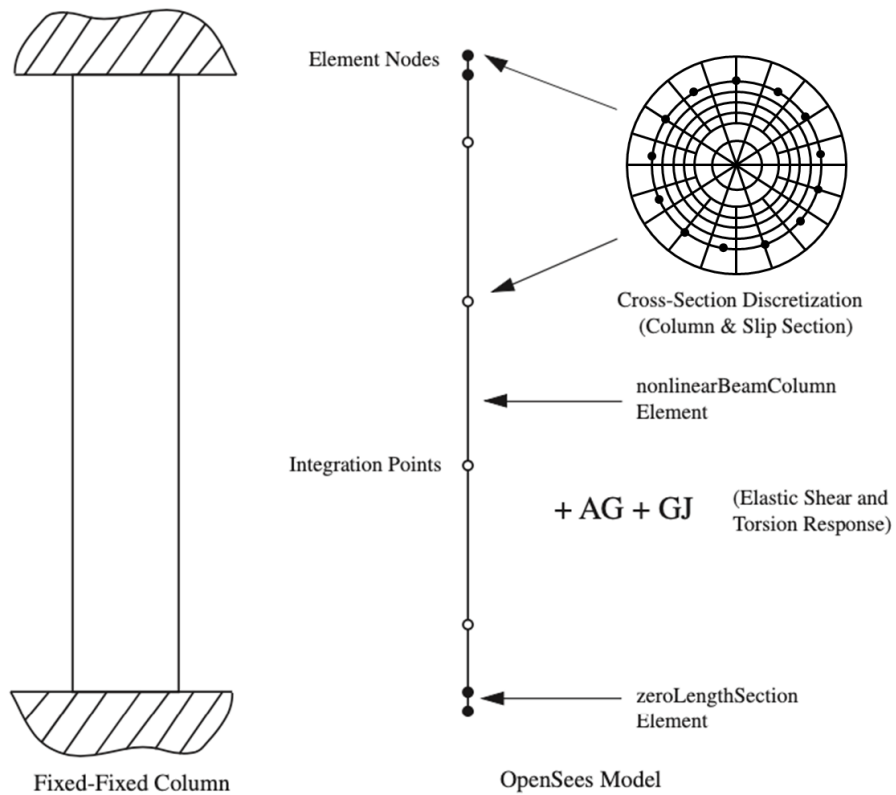 Element Nodes
Cross-Section Discretization
(Column & Slip Section)
nonlinearBeamColumn
Element
Integration Points
+ AG + GJ
(Elastic Shear and
Torsion Response)
zeroLengthSection
Element
Fixed-Fixed Column
OpenSees Model